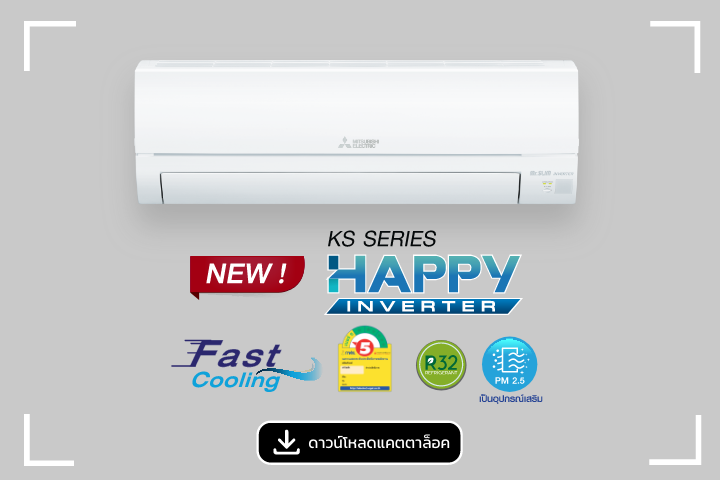 MITSUBISHI
ELECTRIC
KS SERIES
NEW !
HAPPY
INVERTER
Fast
Cooling
5
R32
REFRIGERANT
PM 2.5
เป็นอุปกรณ์เสริม
ดาวน์โหลดแคตตาล็อค